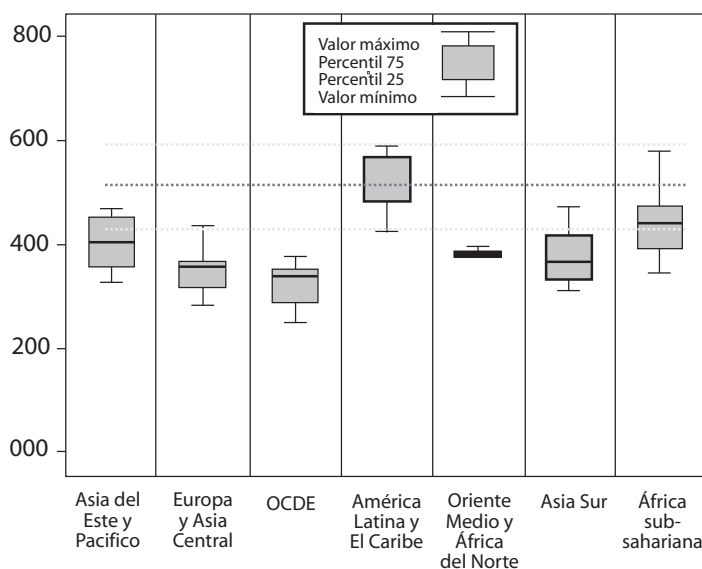 800
600
400
200
000
Valor máximo
Percentil 75
Percentil 25
Valor mínimo
Asia del
Este y
Pacifico
Europa
y Asia
Central
OCDE
América
Latina y
El Caribe
Oriente
Medio y
África
del Norte
Asia Sur
África
sub-
sahariana